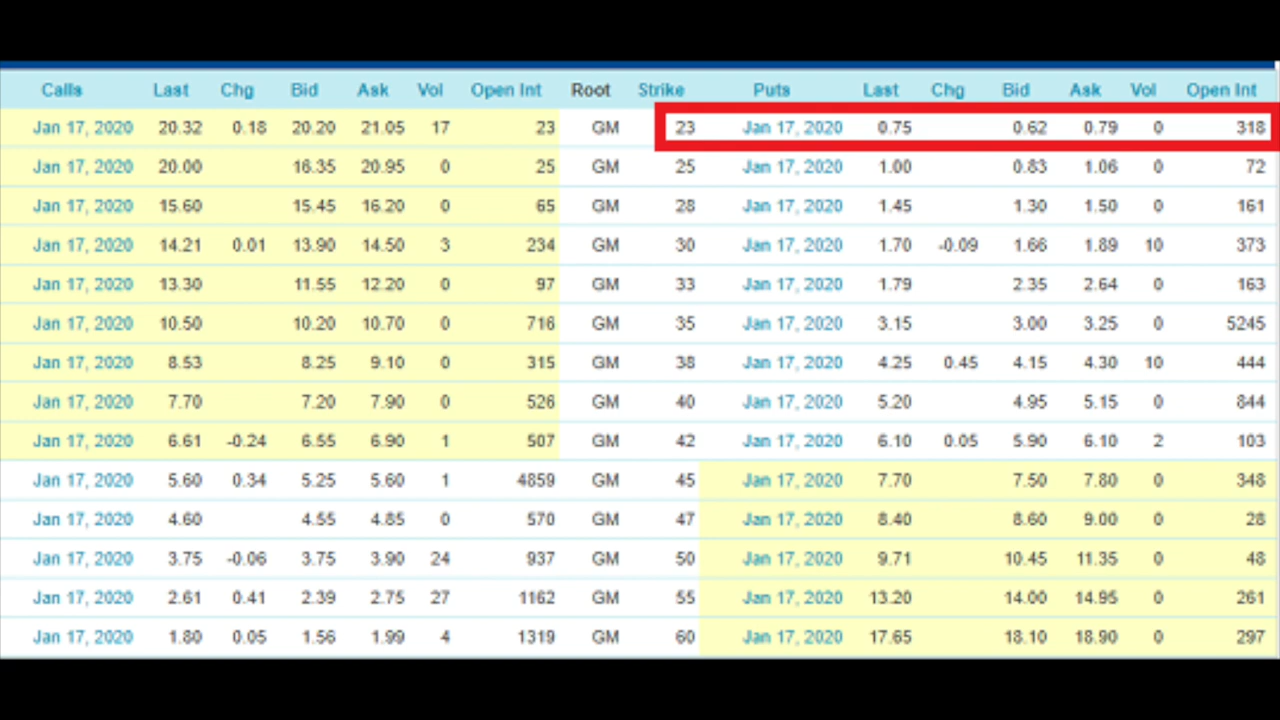 Calls Last Chg Bid Ask Vol Open Int Root Strike Puts Last Chg Bid Ask Vol Open Int
Jan 17, 2020 20.32 0.18 20.20 21.05 17 23 GM 23 Jan 17, 2020 0.75 0.62 0.79 0 318
Jan 17, 2020 20.00 16.35 20.95 0 25 GM 25 Jan 17, 2020 1.00 0.83 1.06 0 72
Jan 17, 2020 15.60 15.45 16.20 0 65 GM 28 Jan 17, 2020 1.45 1.30 1.50 0 161
Jan 17, 2020 14.21 0.01 13.90 14.50 3 234 GM 30 Jan 17, 2020 1.70 -0.09 1.66 1.89 10 373
Jan 17, 2020 13.30 11.55 12.20 0 97 GM 33 Jan 17, 2020 1.79 2.35 2.64 0 163
Jan 17, 2020 10.50 10.20 10.70 0 716 GM 35 Jan 17, 2020 3.15 3.00 3.25 0 5245
Jan 17, 2020 8.53 8.25 9.10 0 315 GM 38 Jan 17, 2020 4.25 0.45 4.15 4.30 10 444
Jan 17, 2020 7.70 7.20 7.90 0 526 GM 40 Jan 17, 2020 5.20 4.95 5.15 0 844
Jan 17, 2020 6.61 -0.24 6.55 6.90 1 507 GM 42 Jan 17, 2020 6.10 0.05 5.90 6.10 2 103
Jan 17, 2020 5.60 0.34 5.25 5.60 1 4859 GM 45 Jan 17, 2020 7.70 7.50 7.80 0 348
Jan 17, 2020 4.60 4.55 4.85 0 570 GM 47 Jan 17, 2020 8.40 8.60 9.00 0 28
Jan 17, 2020 3.75 -0.06 3.75 3.90 24 937 GM 50 Jan 17, 2020 9.71 10.45 11.35 0 48
Jan 17, 2020 2.61 0.41 2.39 2.75 27 1162 GM 55 Jan 17, 2020 13.20 14.00 14.95 0 261
Jan 17, 2020 1.80 0.05 1.56 1.99 4 1319 GM 60 Jan 17, 2020 17.65 18.10 18.90 0 297